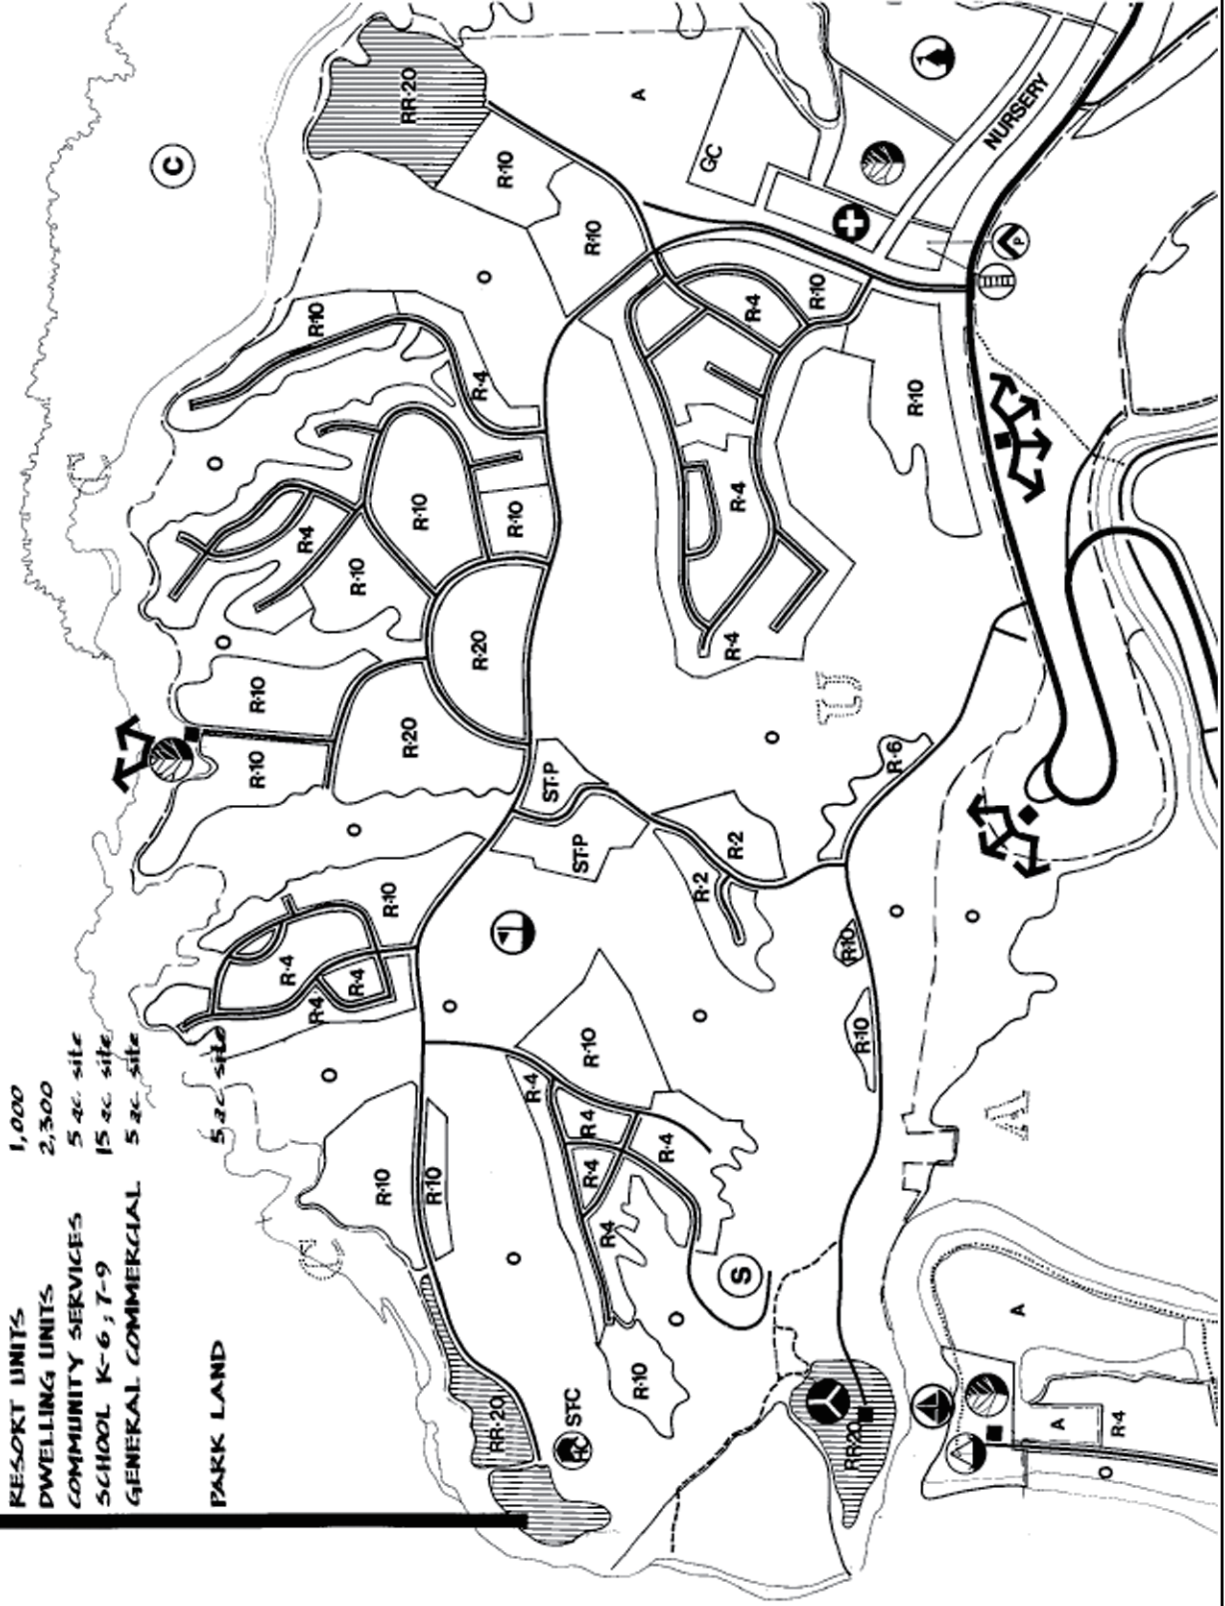 RESORT UNITS 1,000
DWELLING UNITS 2,300
COMMUNITY SERVICES 5 ac. site
SCHOOL K-6; 7-9 15 ac. site
GENERAL COMMERCIAL 5 ac. site
PARK LAND 5 ac site
C
C
C
RR-20
A
GC
NURSERY
R-10
R-10
O
R-10
R-4
O
R-4
R-10
P
R-10
R-10
R-10
R-4
R-10
R-4
O
R-20
R-4
R-10
R-10
R-20
U
O
R-6
ST-P
ST-P
O
R-2
R-2
R-10
R-4
R-4
R-4
O
O
O
R-10
O
O
R-10
R-10
O
R-4
R-4
R-4
R-4
R-4
R-10
R-10
A
O
S
O
R-10
RR-20
ST-C
RR-20
A
A
R-4
O